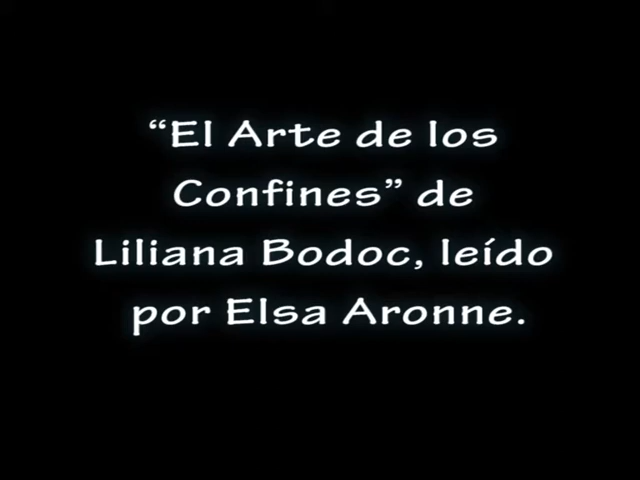 “El Arte de los
Confines” de
Liliana Bodoc, leído
por Elsa Aronne.